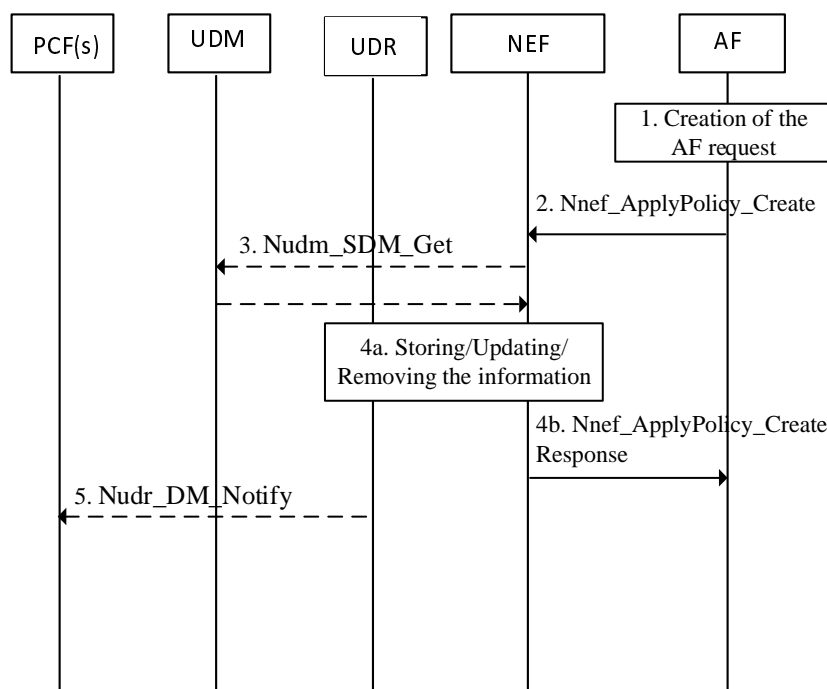 PCF(s)
UDM
UDR
NEF
AF
1. Creation of the
AF request
2. Nnef_ApplyPolicy_Create
3. Nudm_SDM_Get
4a. Storing/Updating/
Removing the information
4b. Nnef_ApplyPolicy_Create
Response
5. Nudr_DM_Notify